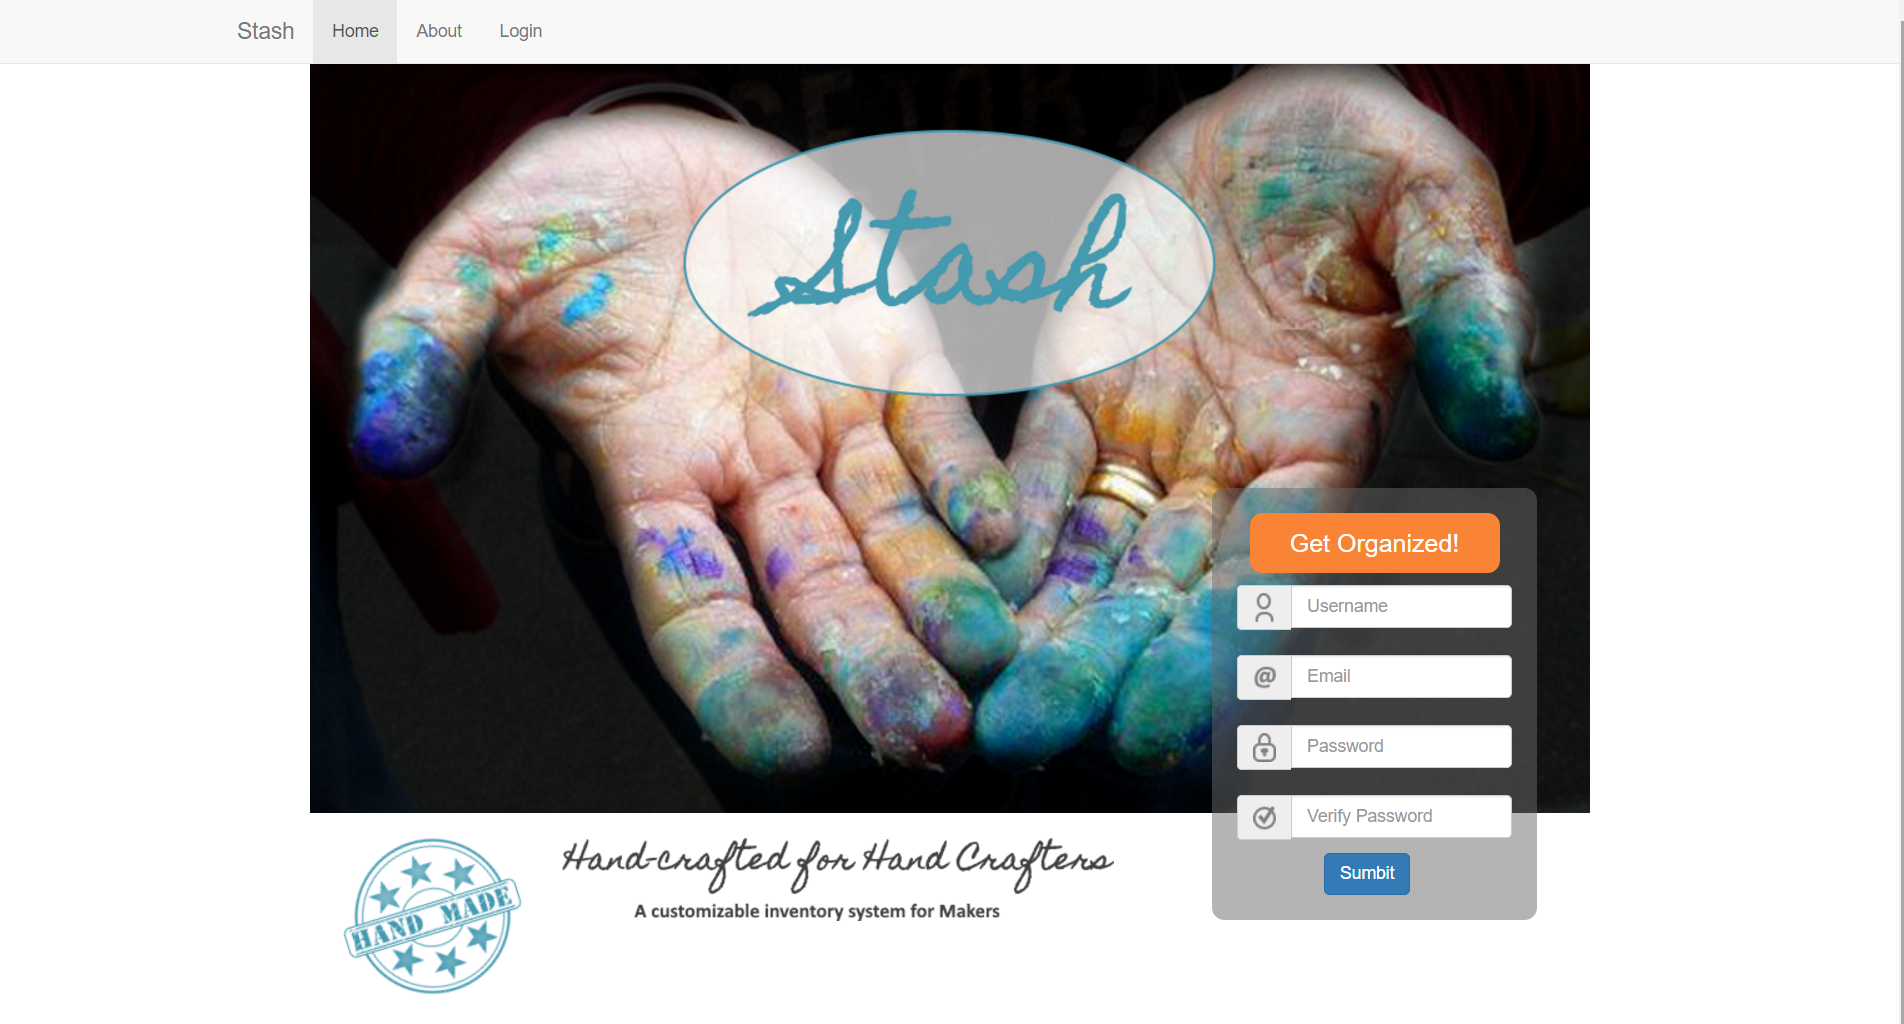 Stash Home About Login
Stash
Get Organized!
Username
@ Email
Password
Verify Password
Sumbit
Hand-crafted for Hand Crafters
A customizable inventory system for Makers
HAND MADE